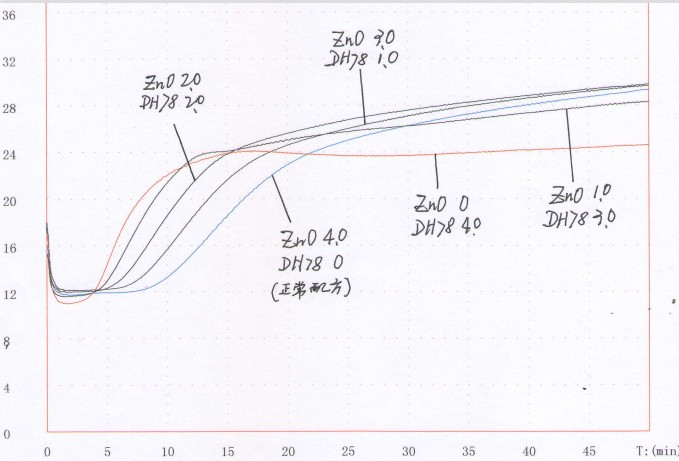 36
ZnO 3.0
DH78 1.0
32
ZnO 2.0
DH78 2.0
28
24
20
ZnO 0
DH78 4.0
ZnO 1.0
DH78 3.0
16
ZnO 4.0
DH78 0
(正常配方)
12
8
4
0
0 5 10 15 20 25 30 35 40 45 T:(min)